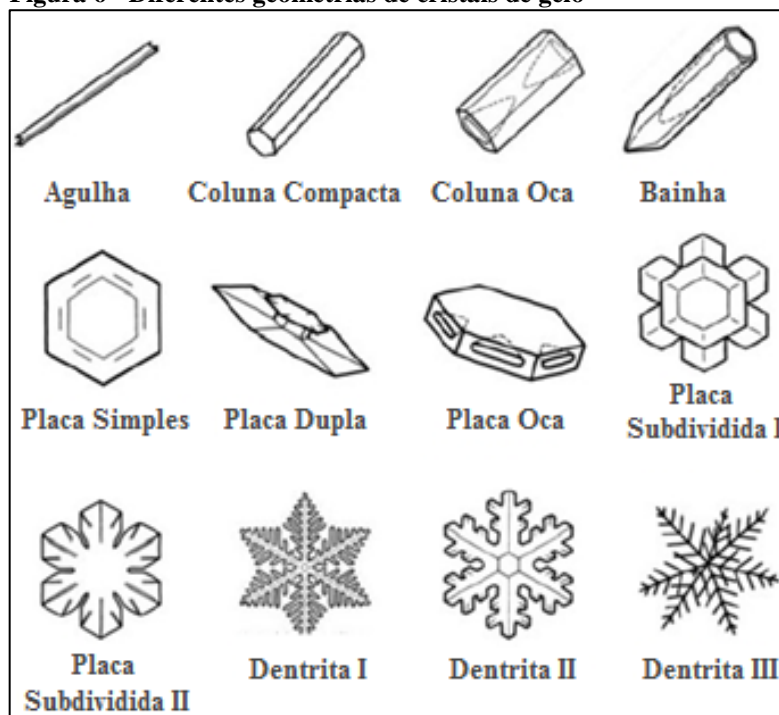 Figura 6 - Diferentes geometrias de cristais de gelo
Agulha
Coluna Compacta
Coluna Oca
Bainha
Placa Simples
Placa Dupla
Placa Oca
Placa
Subdividida I
Placa
Subdividida II
Dentrita I
Dentrita II
Dentrita III